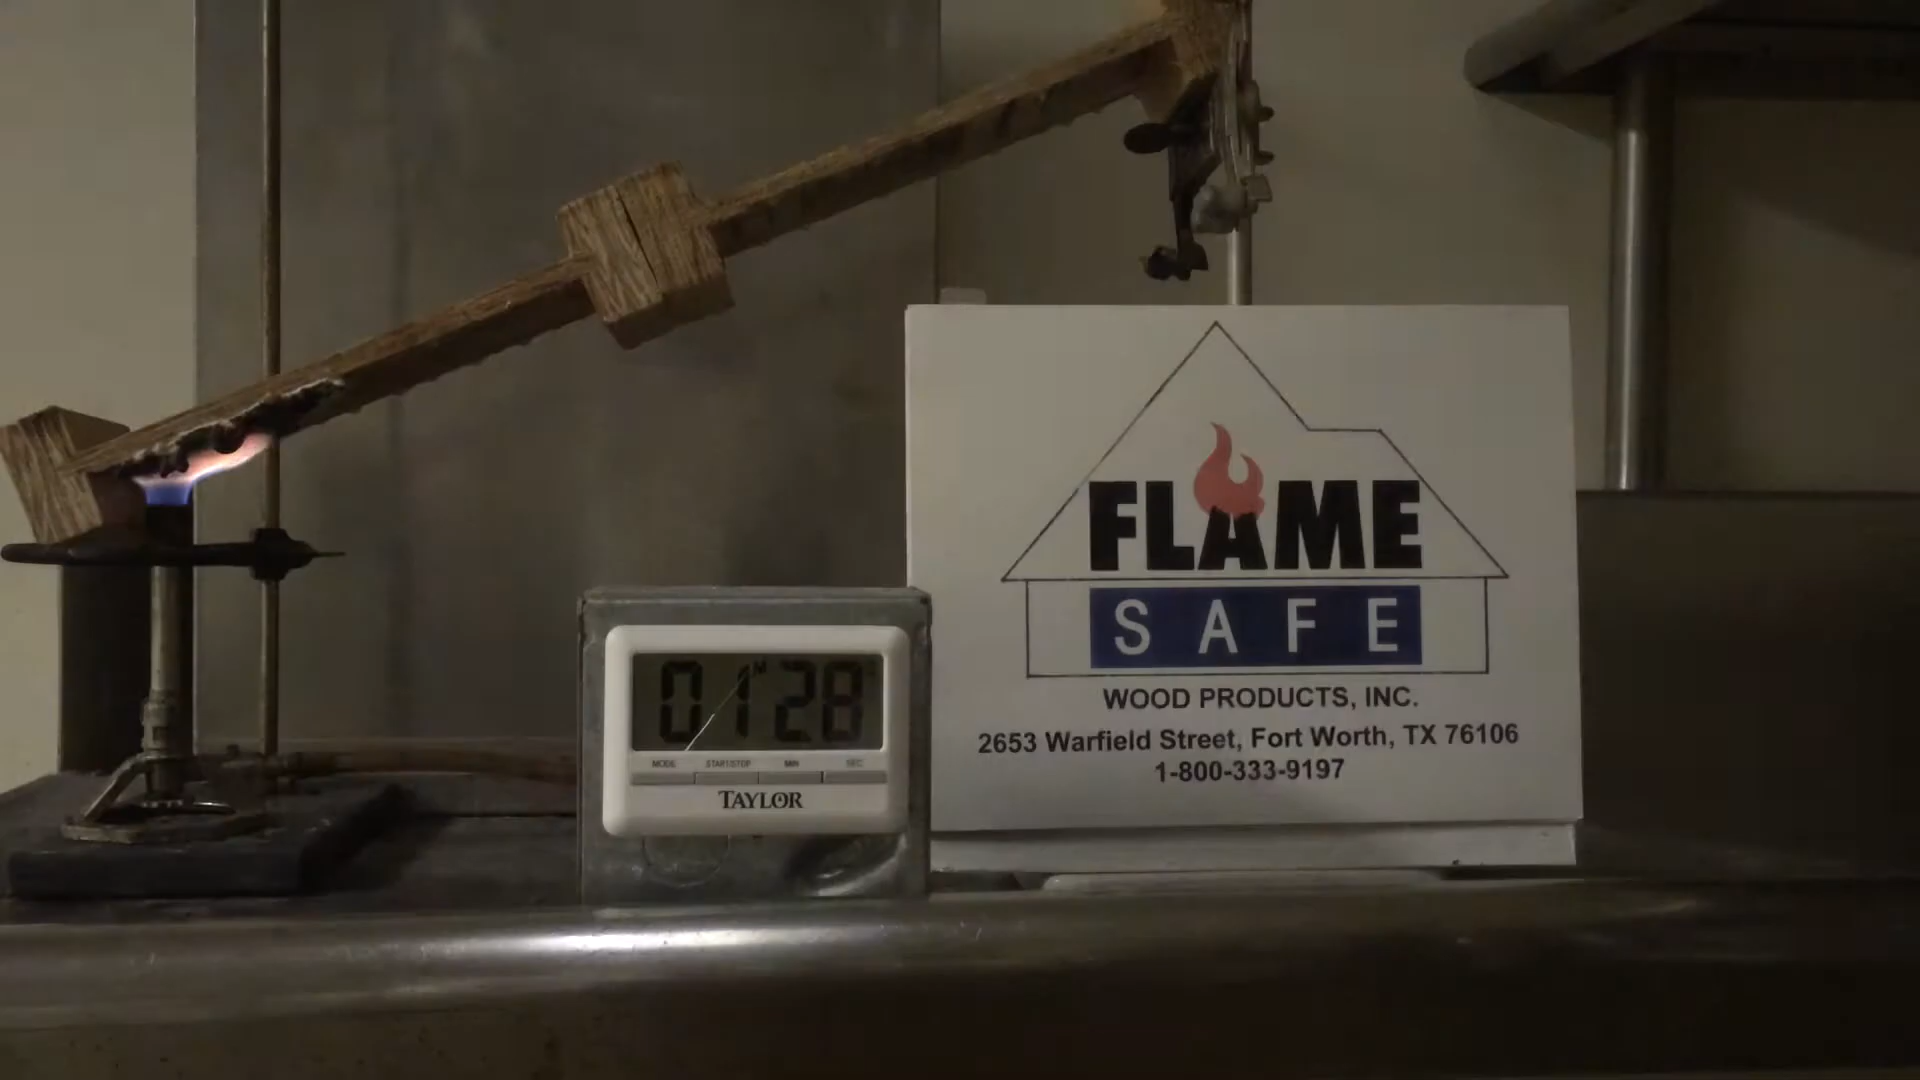 FLAME
SAFE
WOOD PRODUCTS, INC.
2653 Warfield Street, Fort Worth, TX 76106
1-800-333-9197
01 M 28
MODE START/STOP MIN SEC
TAYLOR